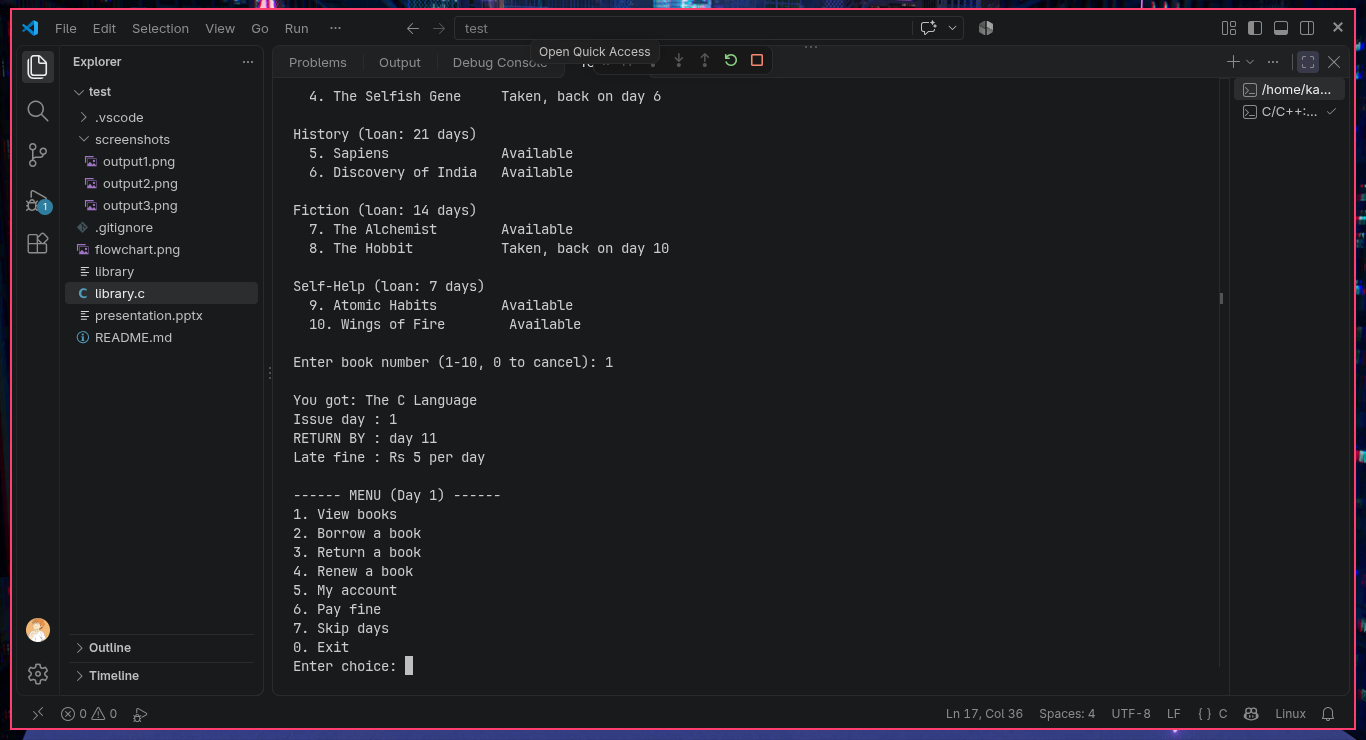 File Edit Selection View Go Run ···
test
Open Quick Access
Explorer
test
.vscode
screenshots
output1.png
output2.png
output3.png
.gitignore
flowchart.png
library
library.c
presentation.pptx
README.md
Outline
Timeline
1
Problems Output Debug Console
4. The Selfish Gene Taken, back on day 6
History (loan: 21 days)
5. Sapiens Available
6. Discovery of India Available
Fiction (loan: 14 days)
7. The Alchemist Available
8. The Hobbit Taken, back on day 10
Self-Help (loan: 7 days)
9. Atomic Habits Available
10. Wings of Fire Available
Enter book number (1-10, 0 to cancel): 1
You got: The C Language
Issue day : 1
RETURN BY : day 11
Late fine : Rs 5 per day
------ MENU (Day 1) ------
1. View books
2. Borrow a book
3. Return a book
4. Renew a book
5. My account
6. Pay fine
7. Skip days
0. Exit
Enter choice:
/home/ka...
C/C++:...
0 0
Ln 17, Col 36 Spaces: 4 UTF-8 LF { } C Linux